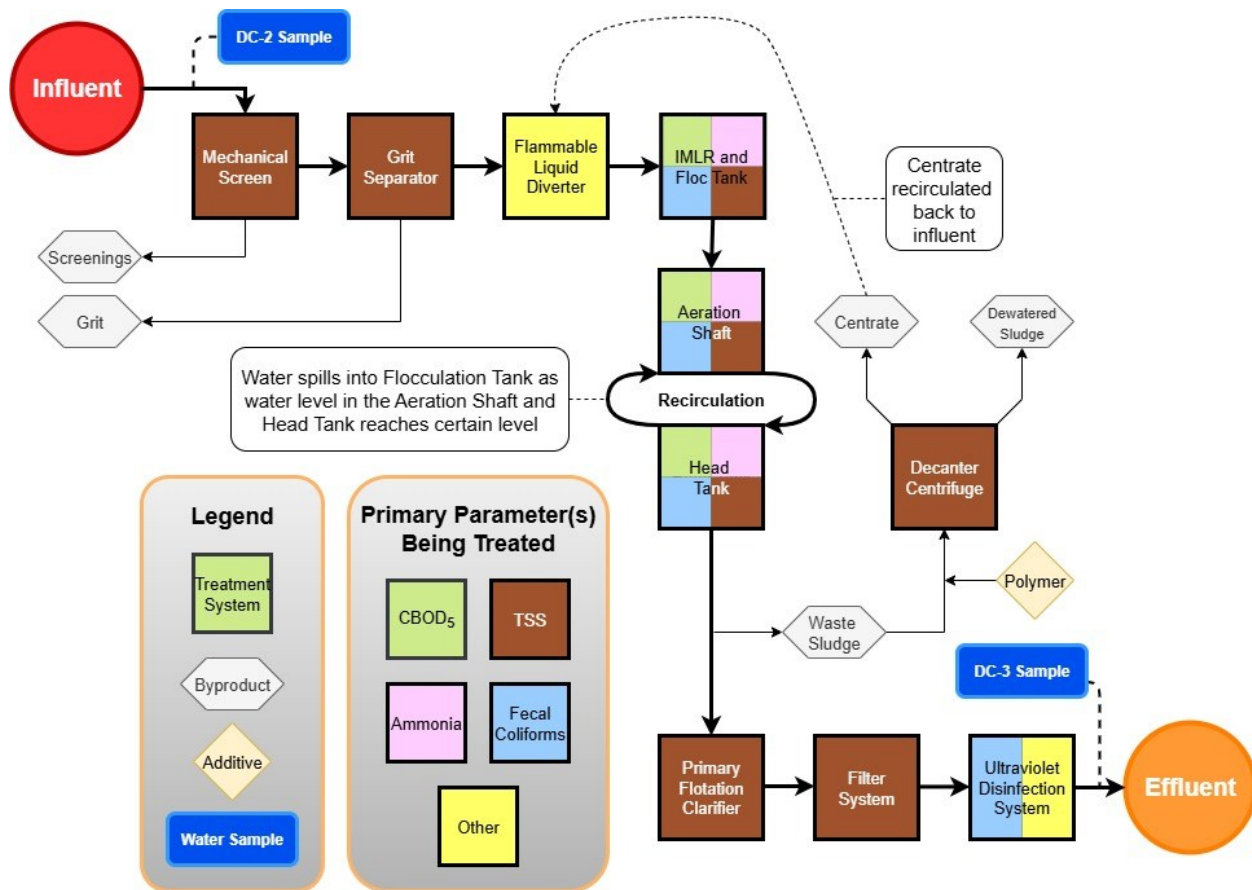 DC-2 Sample
Influent
Mechanical
Screen
Grit
Separator
Flammable
Liquid
Diverter
IMLR and
Floc Tank
Centrate
recirculated
back to
influent
Screenings
Grit
Aeration
Shaft
Centrate
Dewatered
Sludge
Water spills into Flocculation Tank as
water level in the Aeration Shaft and
Head Tank reaches certain level
Recirculation
Head
Tank
Decanter
Centrifuge
Polymer
Waste
Sludge
Legend
Treatment
System
Byproduct
Additive
Water Sample
Primary Parameter(s)
Being Treated
CBOD5
TSS
Ammonia
Fecal
Coliforms
Other
DC-3 Sample
Primary
Flotation
Clarifier
Filter
System
Ultraviolet
Disinfection
System
Effluent